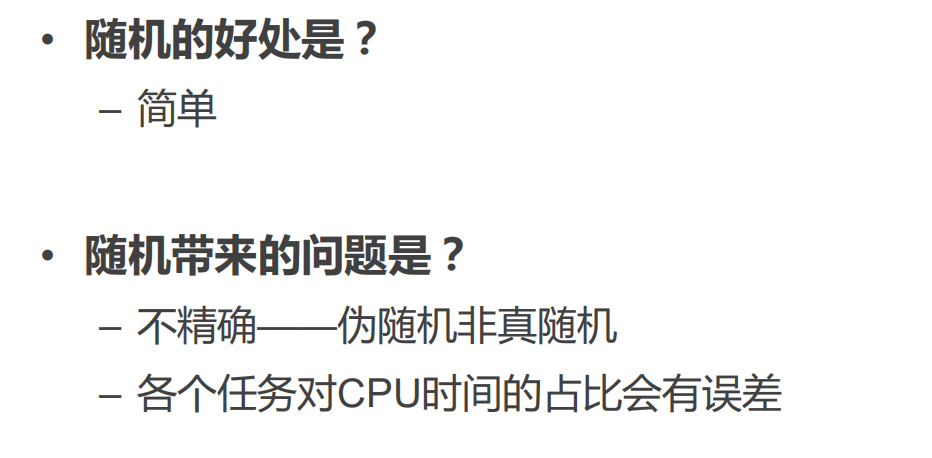 • 随机的好处是？
– 简单
• 随机带来的问题是？
– 不精确——伪随机非真随机
– 各个任务对CPU时间的占比会有误差